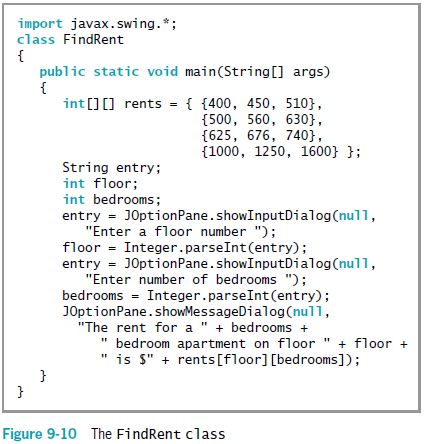 import javax.swing.*;
class FindRent
{
   public static void main(String[] args)
   {
      int[][] rents = { {400, 450, 510},
                        {500, 560, 630},
                        {625, 676, 740},
                        {1000, 1250, 1600} };
      String entry;
      int floor;
      int bedrooms;
      entry = JOptionPane.showInputDialog(null,
         "Enter a floor number ");
      floor = Integer.parseInt(entry);
      entry = JOptionPane.showInputDialog(null,
         "Enter number of bedrooms ");
      bedrooms = Integer.parseInt(entry);
      JOptionPane.showMessageDialog(null,
        "The rent for a " + bedrooms +
           " bedroom apartment on floor " + floor +
           " is $" + rents[floor][bedrooms]);
   }
}
Figure 9-10 The FindRent class